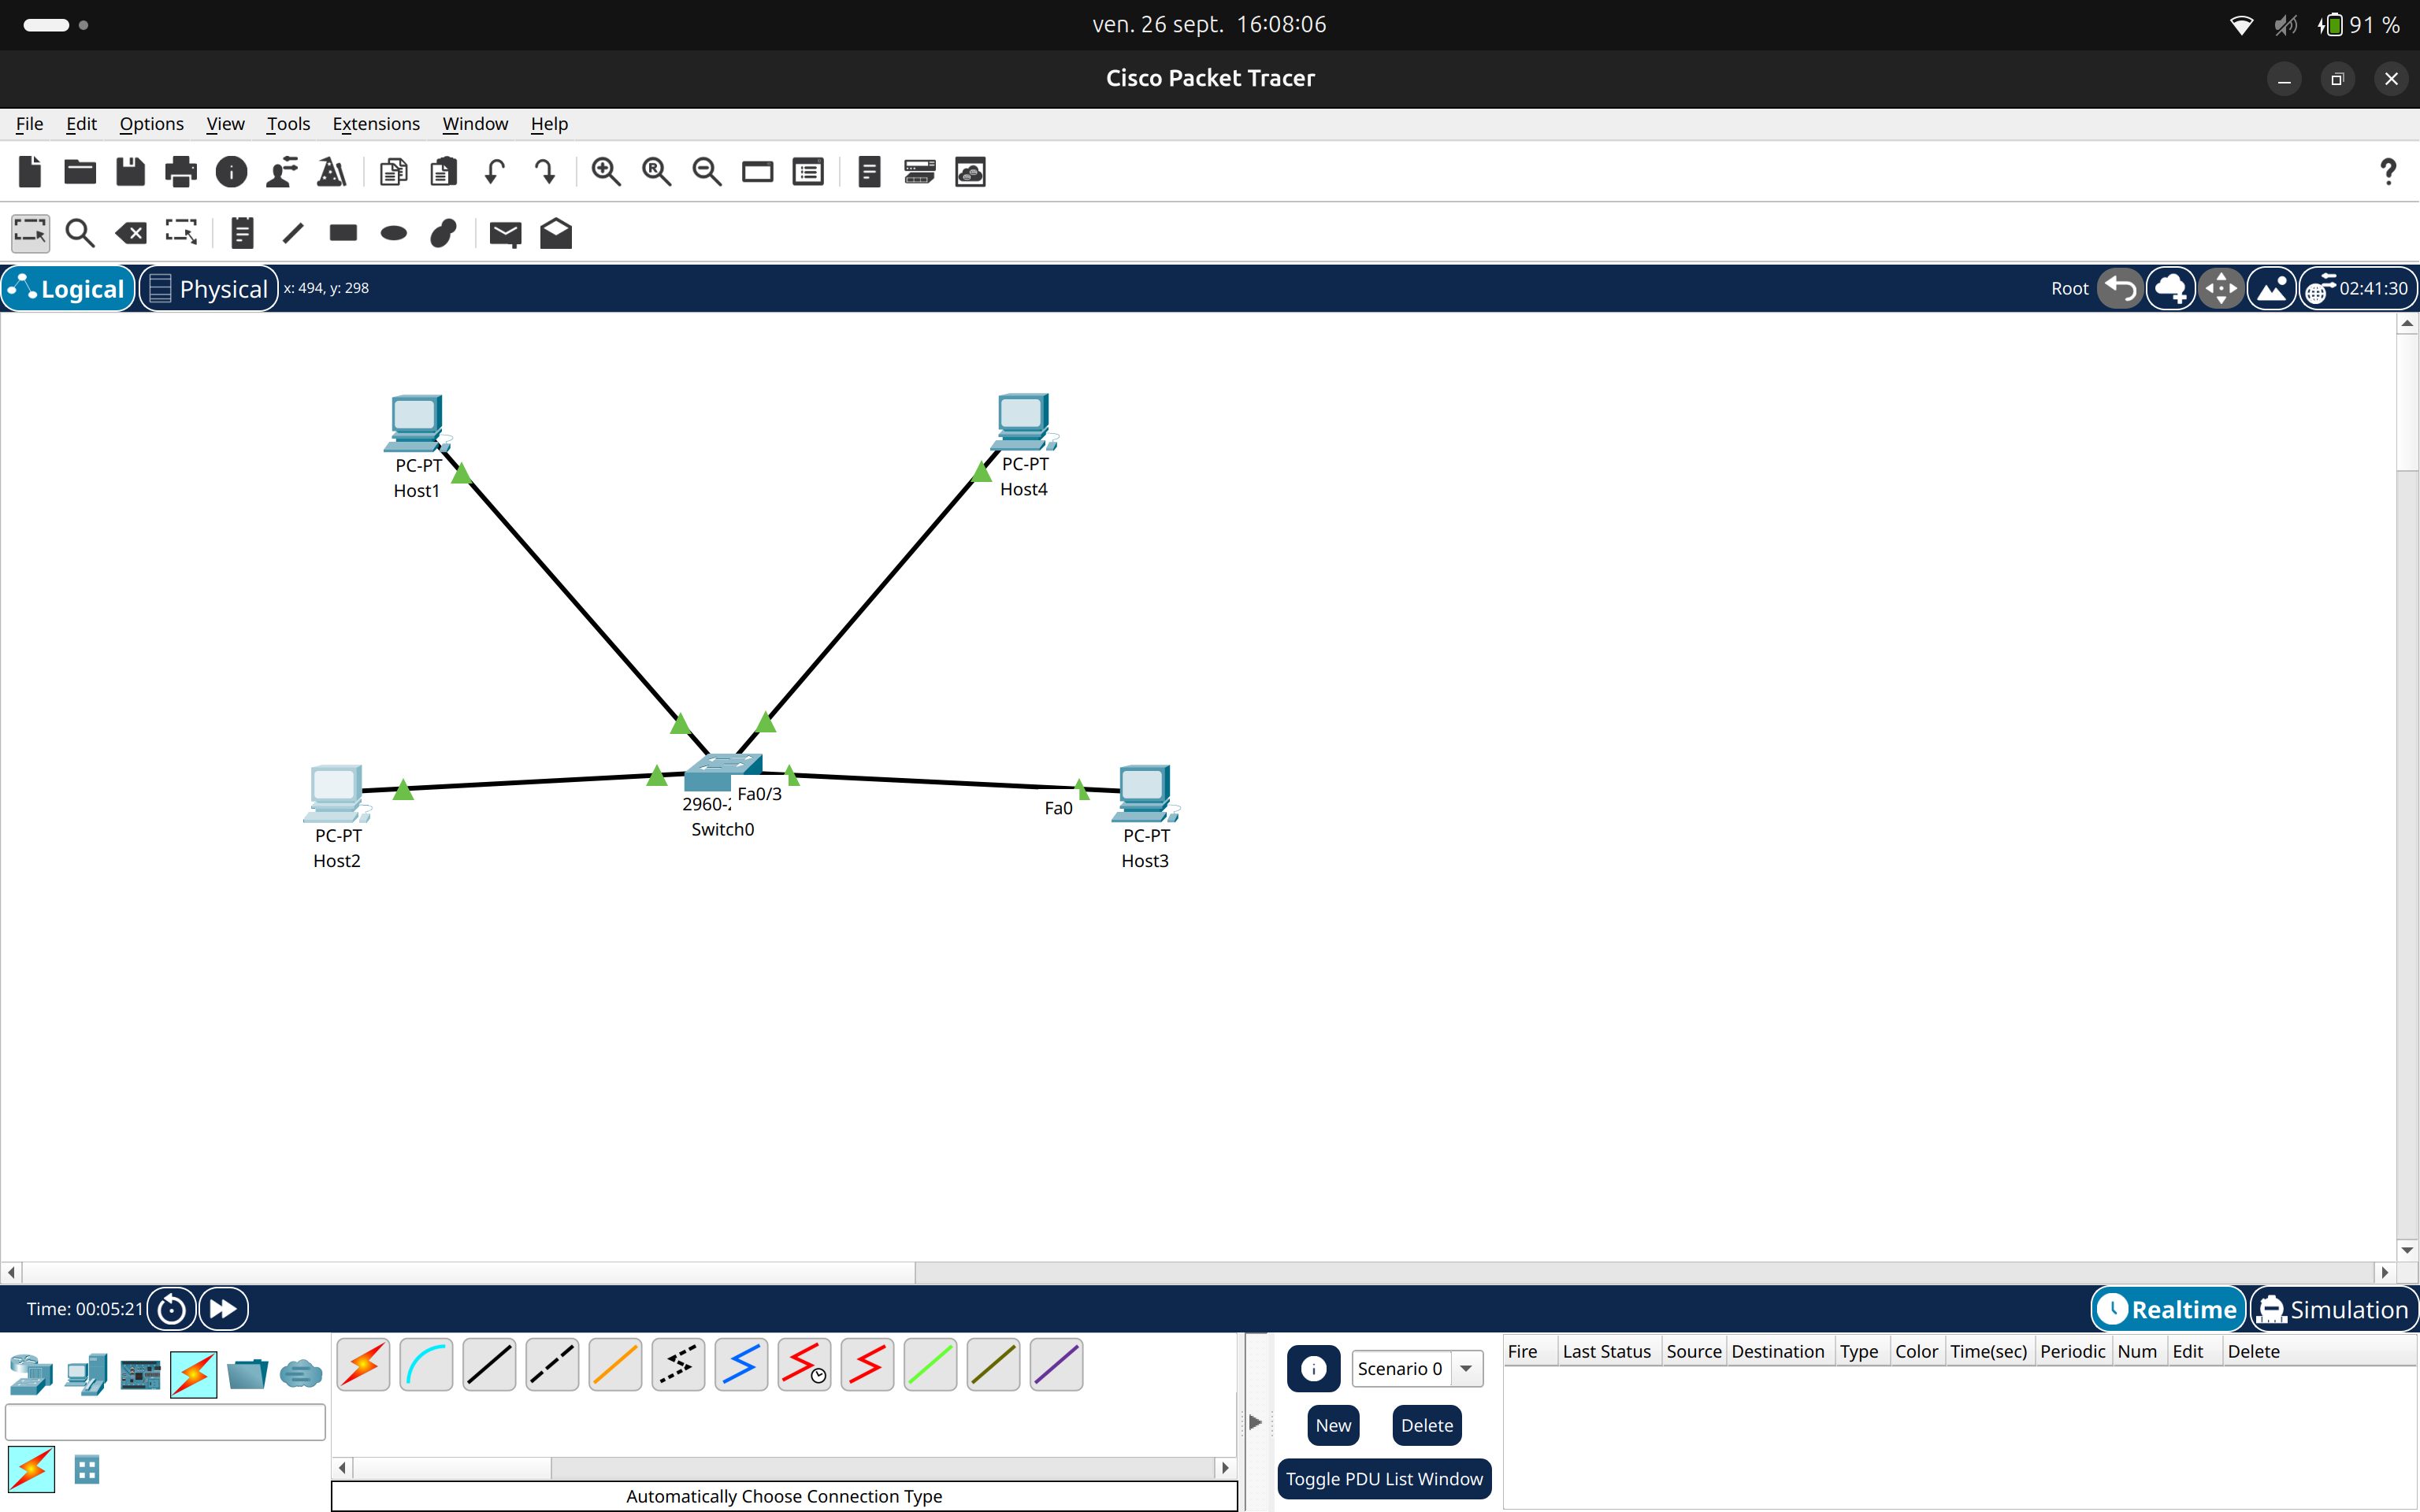 ven. 26 sept. 16:08:06
91 %
Cisco Packet Tracer
File Edit Options View Tools Extensions Window Help
Logical Physical x: 494, y: 298 Root 02:41:30
PC-PT
Host1
PC-PT
Host4
Fa0/3
2960-
Switch0
Fa0
PC-PT
Host2
PC-PT
Host3
Time: 00:05:21 Realtime Simulation
Scenario 0
New Delete
Toggle PDU List Window
Fire Last Status Source Destination Type Color Time(sec) Periodic Num Edit Delete
Automatically Choose Connection Type